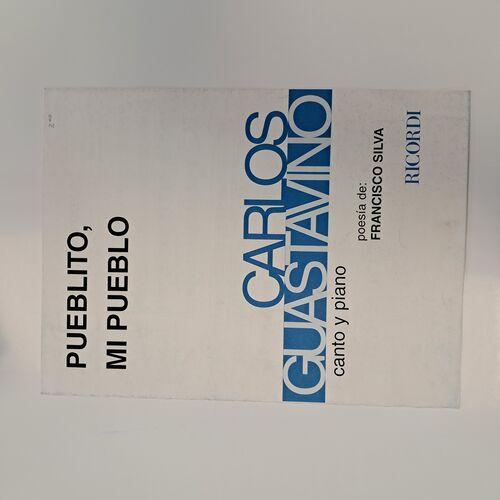 PUEBLITO,
MI PUEBLO
CARLOS
GUASTAVINO
canto y piano
poesía de:
FRANCISCO SILVA
RICORDI